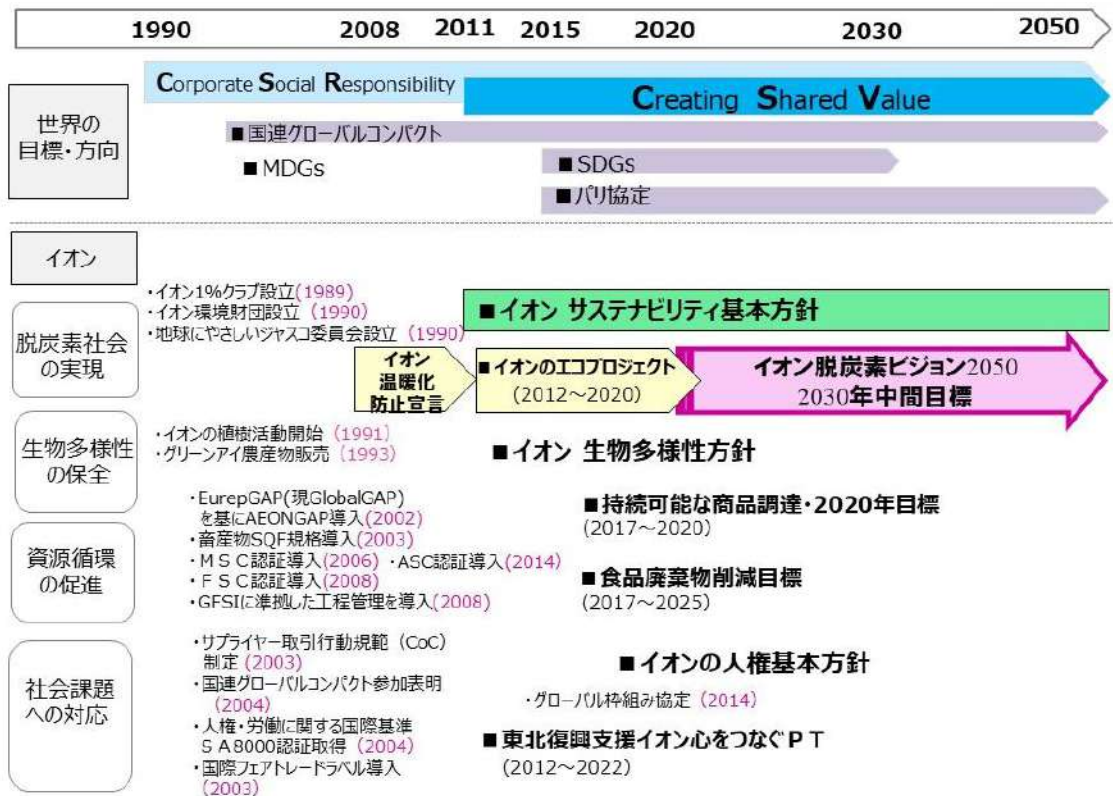 1990 2008 2011 2015 2020 2030 2050
世界の
目標・方向
Corporate Social Responsibility
Creating Shared Value
■国連グローバルコンパクト
■MDGs
■SDGs
■パリ協定
イオン
脱炭素社会
の実現
・イオン1%クラブ設立(1989)
・イオン環境財団設立 (1990)
・地球にやさしいジャスコ委員会設立 (1990)
■イオン サステナビリティ基本方針
イオン
温暖化
防止宣言
■イオンのエコプロジェクト
(2012~2020)
イオン脱炭素ビジョン2050
2030年中間目標
生物多様性
の保全
・イオンの植樹活動開始 (1991)
・グリーンアイ農産物販売 (1993)
■イオン 生物多様性方針
資源循環
の促進
・EurepGAP(現GlobalGAP)
を基にAEONGAP導入(2002)
・畜産物SQF規格導入(2003)
・MSC認証導入(2006) ・ASC認証導入(2014)
・FSC認証導入(2008)
・GFSIに準拠した工程管理を導入(2008)
■持続可能な商品調達・2020年目標
(2017~2020)
■食品廃棄物削減目標
(2017~2025)
社会課題
への対応
・サプライヤー取引行動規範 (CoC)
制定 (2003)
・国連グローバルコンパクト参加表明
(2004)
・人権・労働に関する国際基準
SA8000認証取得 (2004)
・国際フェアトレードラベル導入
(2003)
■イオンの人権基本方針
・グローバル枠組み協定 (2014)
■東北復興支援イオン心をつなぐPT
(2012~2022)